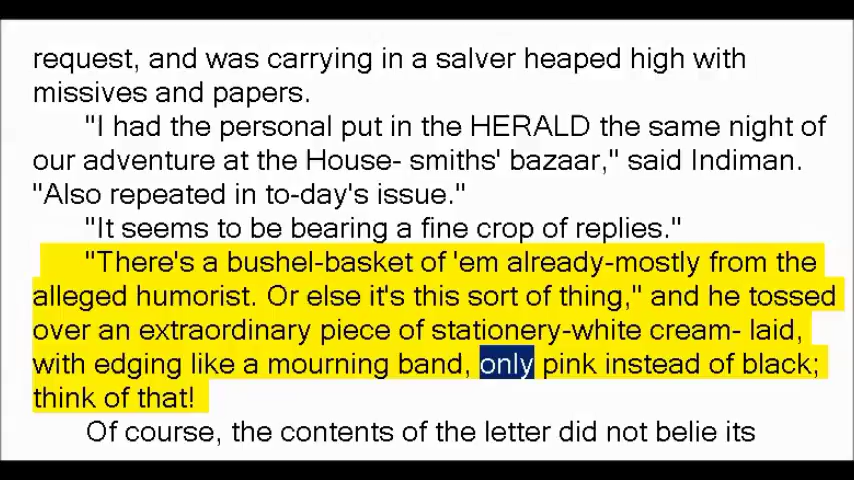 request, and was carrying in a salver heaped high with
missives and papers.
"I had the personal put in the HERALD the same night of
our adventure at the House- smiths' bazaar," said Indiman.
"Also repeated in to-day's issue."
"It seems to be bearing a fine crop of replies."
"There's a bushel-basket of 'em already-mostly from the
alleged humorist. Or else it's this sort of thing," and he tossed
over an extraordinary piece of stationery-white cream- laid,
with edging like a mourning band, only pink instead of black;
think of that!
Of course, the contents of the letter did not belie its